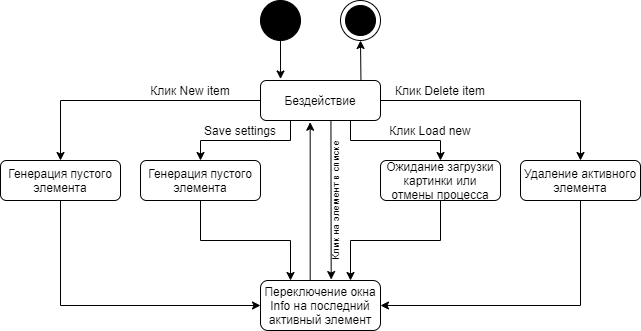 Клик New item
Бездействие
Клик Delete item
Save settings
Клик Load new
Клик на элемент в списке
Генерация пустого
элемента
Генерация пустого
элемента
Ожидание загрузки
картинки или
отмены процесса
Удаление активного
элемента
Переключение окна
Info на последний
активный элемент